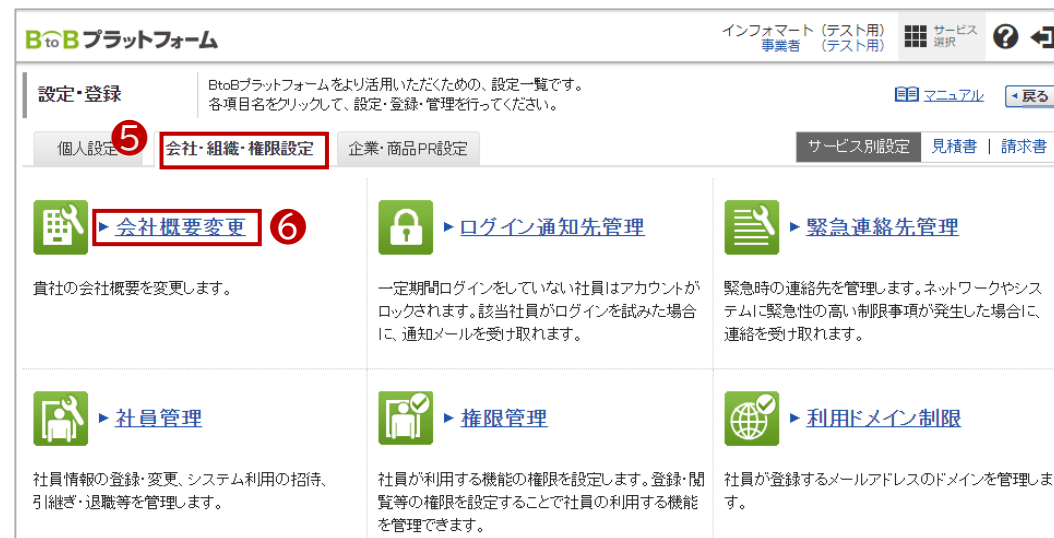 BtoBプラットフォーム
インフォマート (テスト用)
事業者 (テスト用)
サービス
選択
設定・登録
BtoBプラットフォームをより活用いただくための、設定一覧です。
各項目名をクリックして、設定・登録・管理を行ってください。
マニュアル
戻る
個人設定
5
会社・組織・権限設定
企業・商品PR設定
サービス別設定
見積書 | 請求書
会社概要変更
6
ログイン通知先管理
緊急連絡先管理
貴社の会社概要を変更します。
一定期間ログインをしていない社員はアカウントが
ロックされます。該当社員がログインを試みた場合
に、通知メールを受け取れます。
緊急時の連絡先を管理します。ネットワークやシス
テムに緊急性の高い制限事項が発生した場合に、
連絡を受け取れます。
社員管理
権限管理
利用ドメイン制限
社員情報の登録・変更、システム利用の招待、
引継ぎ・退職等を管理します。
社員が利用する機能の権限を設定します。登録・閲
覧等の権限を設定することで社員の利用する機能
を管理できます。
社員が登録するメールアドレスのドメインを管理しま
す。